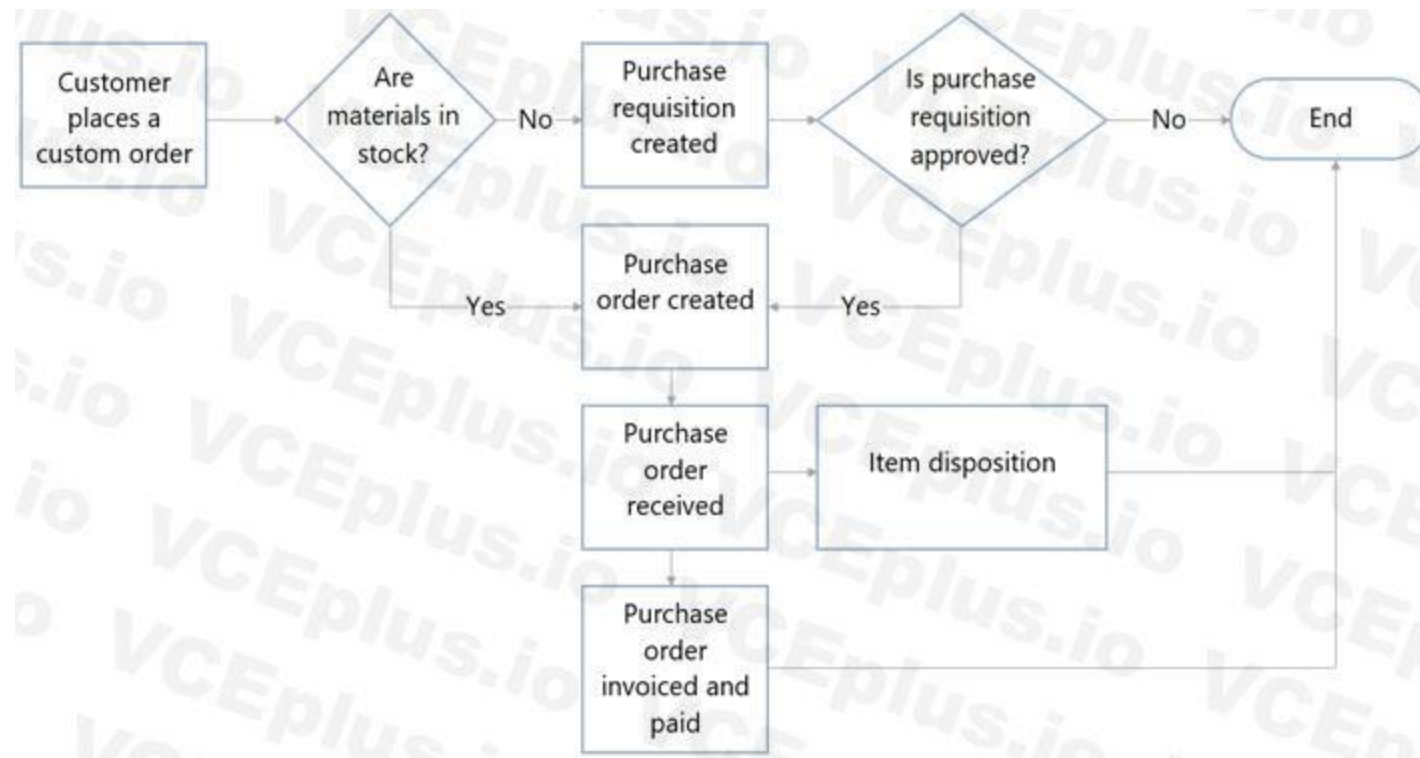 Customer
places a
custom order
Are
materials in
stock?
No
Purchase
requisition
created
Is purchase
requisition
approved?
No
End
Yes
Purchase
order created
Yes
Purchase
order
received
Item disposition
Purchase
order
invoiced and
paid
VCEplus.io